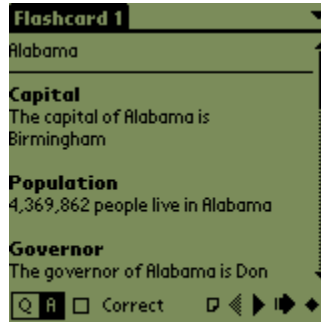 Flashcard 1
Alabama
Capital
The capital of Alabama is
Birmingham
Population
4,369,862 people live in Alabama
Governor
The governor of Alabama is Don
Q A Correct